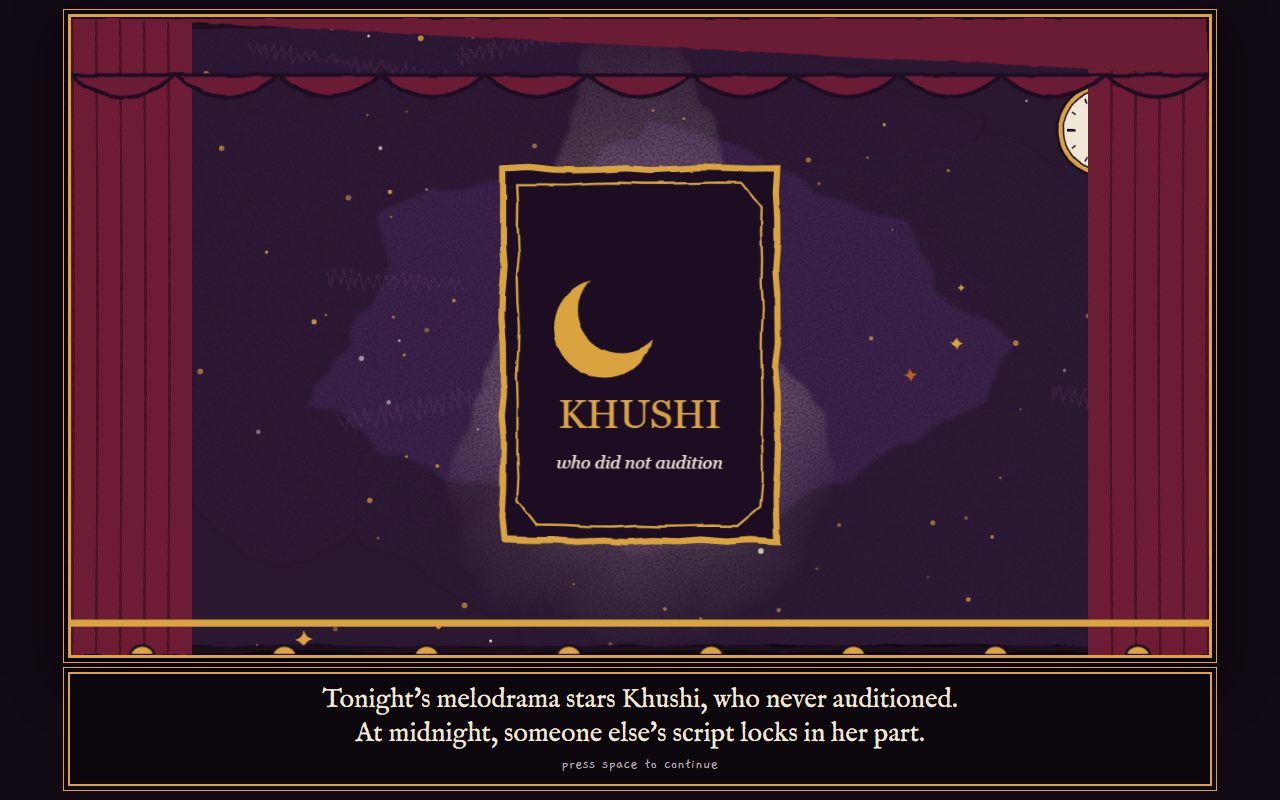 KHUSHI
who did not audition
Tonight’s melodrama stars Khushi, who never auditioned.
At midnight, someone else’s script locks in her part.
press space to continue